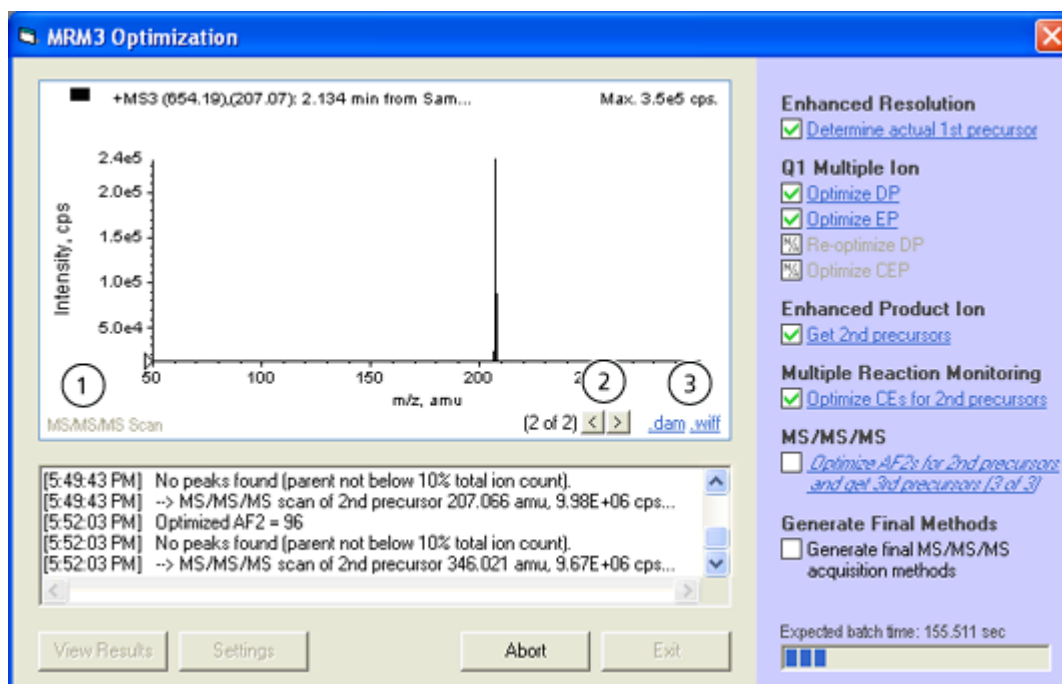 MRM3 Optimization
+MS3 (654.19),(207.07): 2.134 min from Sam...
Max. 3.5e5 cps.
2.4e5
2.0e5
1.5e5
1.0e5
5.0e4
Intensity, cps
50
100
150
200
m/z, amu
1
2
3
MS/MS/MS Scan
(2 of 2) < > .dam .wiff
[5:49:43 PM] No peaks found (parent not below 10% total ion count).
[5:49:43 PM] --> MS/MS/MS scan of 2nd precursor 207.066 amu, 9.98E+06 cps...
[5:52:03 PM] Optimized AF2 = 96
[5:52:03 PM] No peaks found (parent not below 10% total ion count).
[5:52:03 PM] --> MS/MS/MS scan of 2nd precursor 346.021 amu, 9.67E+06 cps...
View Results
Settings
Abort
Exit
Enhanced Resolution
Determine actual 1st precursor
Q1 Multiple Ion
Optimize DP
Optimize EP
N/A Re-optimize DP
N/A Optimize CEP
Enhanced Product Ion
Get 2nd precursors
Multiple Reaction Monitoring
Optimize CEs for 2nd precursors
MS/MS/MS
Optimize AF2s for 2nd precursors
and get 3rd precursors (3 of 3)
Generate Final Methods
Generate final MS/MS/MS
acquisition methods
Expected batch time: 155.511 sec